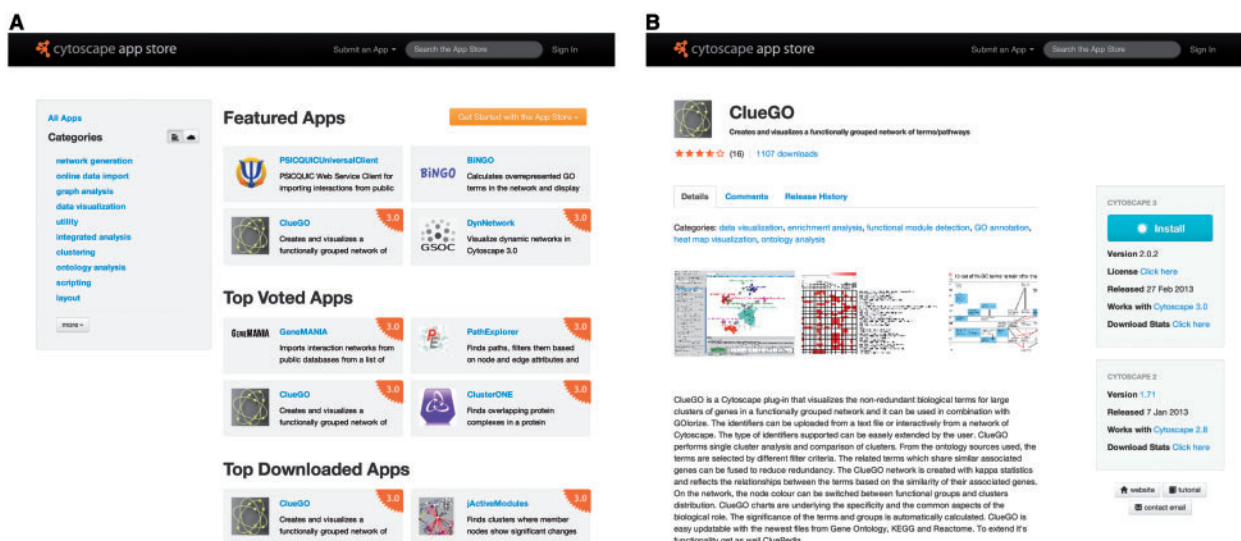 A
cytoscape app store
Submit an App
Search the App Store
Sign In
All Apps
Categories
network generation
online data import
graph analysis
data visualization
utility
integrated analysis
clustering
ontology analysis
scripting
layout
more »
Featured Apps
Get Started with the App Store »
PSICQUICUniversalClient
PSICQUIC Web Service Client for
importing interactions from public
BiNGO
BiNGO
Calculates overrepresented GO
terms in the network and display
ClueGO
3.0
Creates and visualizes a
functionally grouped network of
GSOC
DynNetwork
3.0
Visualize dynamic networks in
Cytoscape 3.0
Top Voted Apps
GENEMANIA
GeneMANIA
3.0
Imports interaction networks from
public databases from a list of
PathExplorer
3.0
Finds paths, filters them based
on node and edge attributes and
ClueGO
3.0
Creates and visualizes a
functionally grouped network of
ClusterONE
3.0
Finds overlapping protein
complexes in a protein
Top Downloaded Apps
ClueGO
3.0
Creates and visualizes a
functionally grouped network of
jActiveModules
3.0
Finds clusters where member
nodes show significant changes
B
cytoscape app store
Submit an App
Search the App Store
Sign In
ClueGO
Creates and visualizes a functionally grouped network of terms/pathways
(16)
1107 downloads
Details
Comments
Release History
Categories: data visualization, enrichment analysis, functional module detection, GO annotation,
heat map visualization, ontology analysis
ClueGO is a Cytoscape plug-in that visualizes the non-redundant biological terms for large
clusters of genes in a functionally grouped network and it can be used in combination with
GOlorize. The identifiers can be uploaded from a text file or interactively from a network of
Cytoscape. The type of identifiers supported can be easely extended by the user. ClueGO
performs single cluster analysis and comparison of clusters. From the ontology sources used, the
terms are selected by different filter criteria. The related terms which share similar associated
genes can be fused to reduce redundancy. The ClueGO network is created with kappa statistics
and reflects the relationships between the terms based on the similarity of their associated genes.
On the network, the node colour can be switched between functional groups and clusters
distribution. ClueGO charts are underlying the specificity and the common aspects of the
biological role. The significance of the terms and groups is automatically calculated. ClueGO is
easy updatable with the newest files from Gene Ontology, KEGG and Reactome. To extend it's
functionality get as well CluePedia
CYTOSCAPE 3
Install
Version 2.0.2
License Click here
Released 27 Feb 2013
Works with Cytoscape 3.0
Download Stats Click here
CYTOSCAPE 2
Version 1.71
Released 7 Jan 2013
Works with Cytoscape 2.8
Download Stats Click here
website
tutorial
contact email